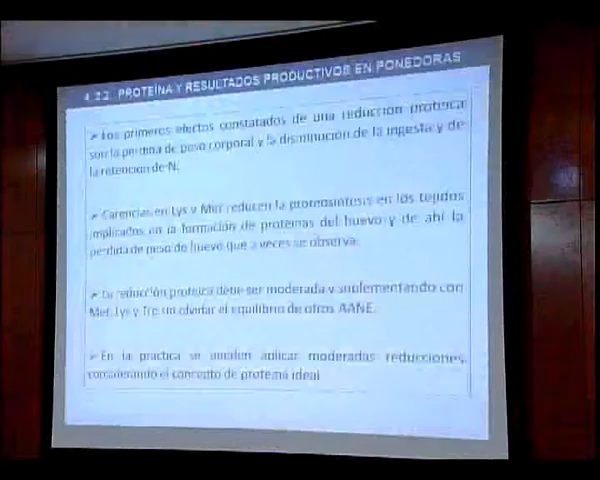 4.2.2. PROTEÍNA Y RESULTADOS PRODUCTIVOS EN PONEDORAS
➢ Los primeros efectos constatados de una reducción proteica
son la pérdida de peso corporal y la disminución de la ingesta y de
la retención de N.
➢ Carencias en Lys y Met reducen la proteosíntesis en los tejidos
implicados en la formación de proteínas del huevo y de ahí la
pérdida de peso de huevo que a veces se observa.
➢ La reducción proteica debe ser moderada y suplementando con
Met, Lys y Tre sin olvidar el equilibrio de otros AANE.
➢ En la práctica se pueden aplicar moderadas reducciones,
considerando el concepto de proteína ideal